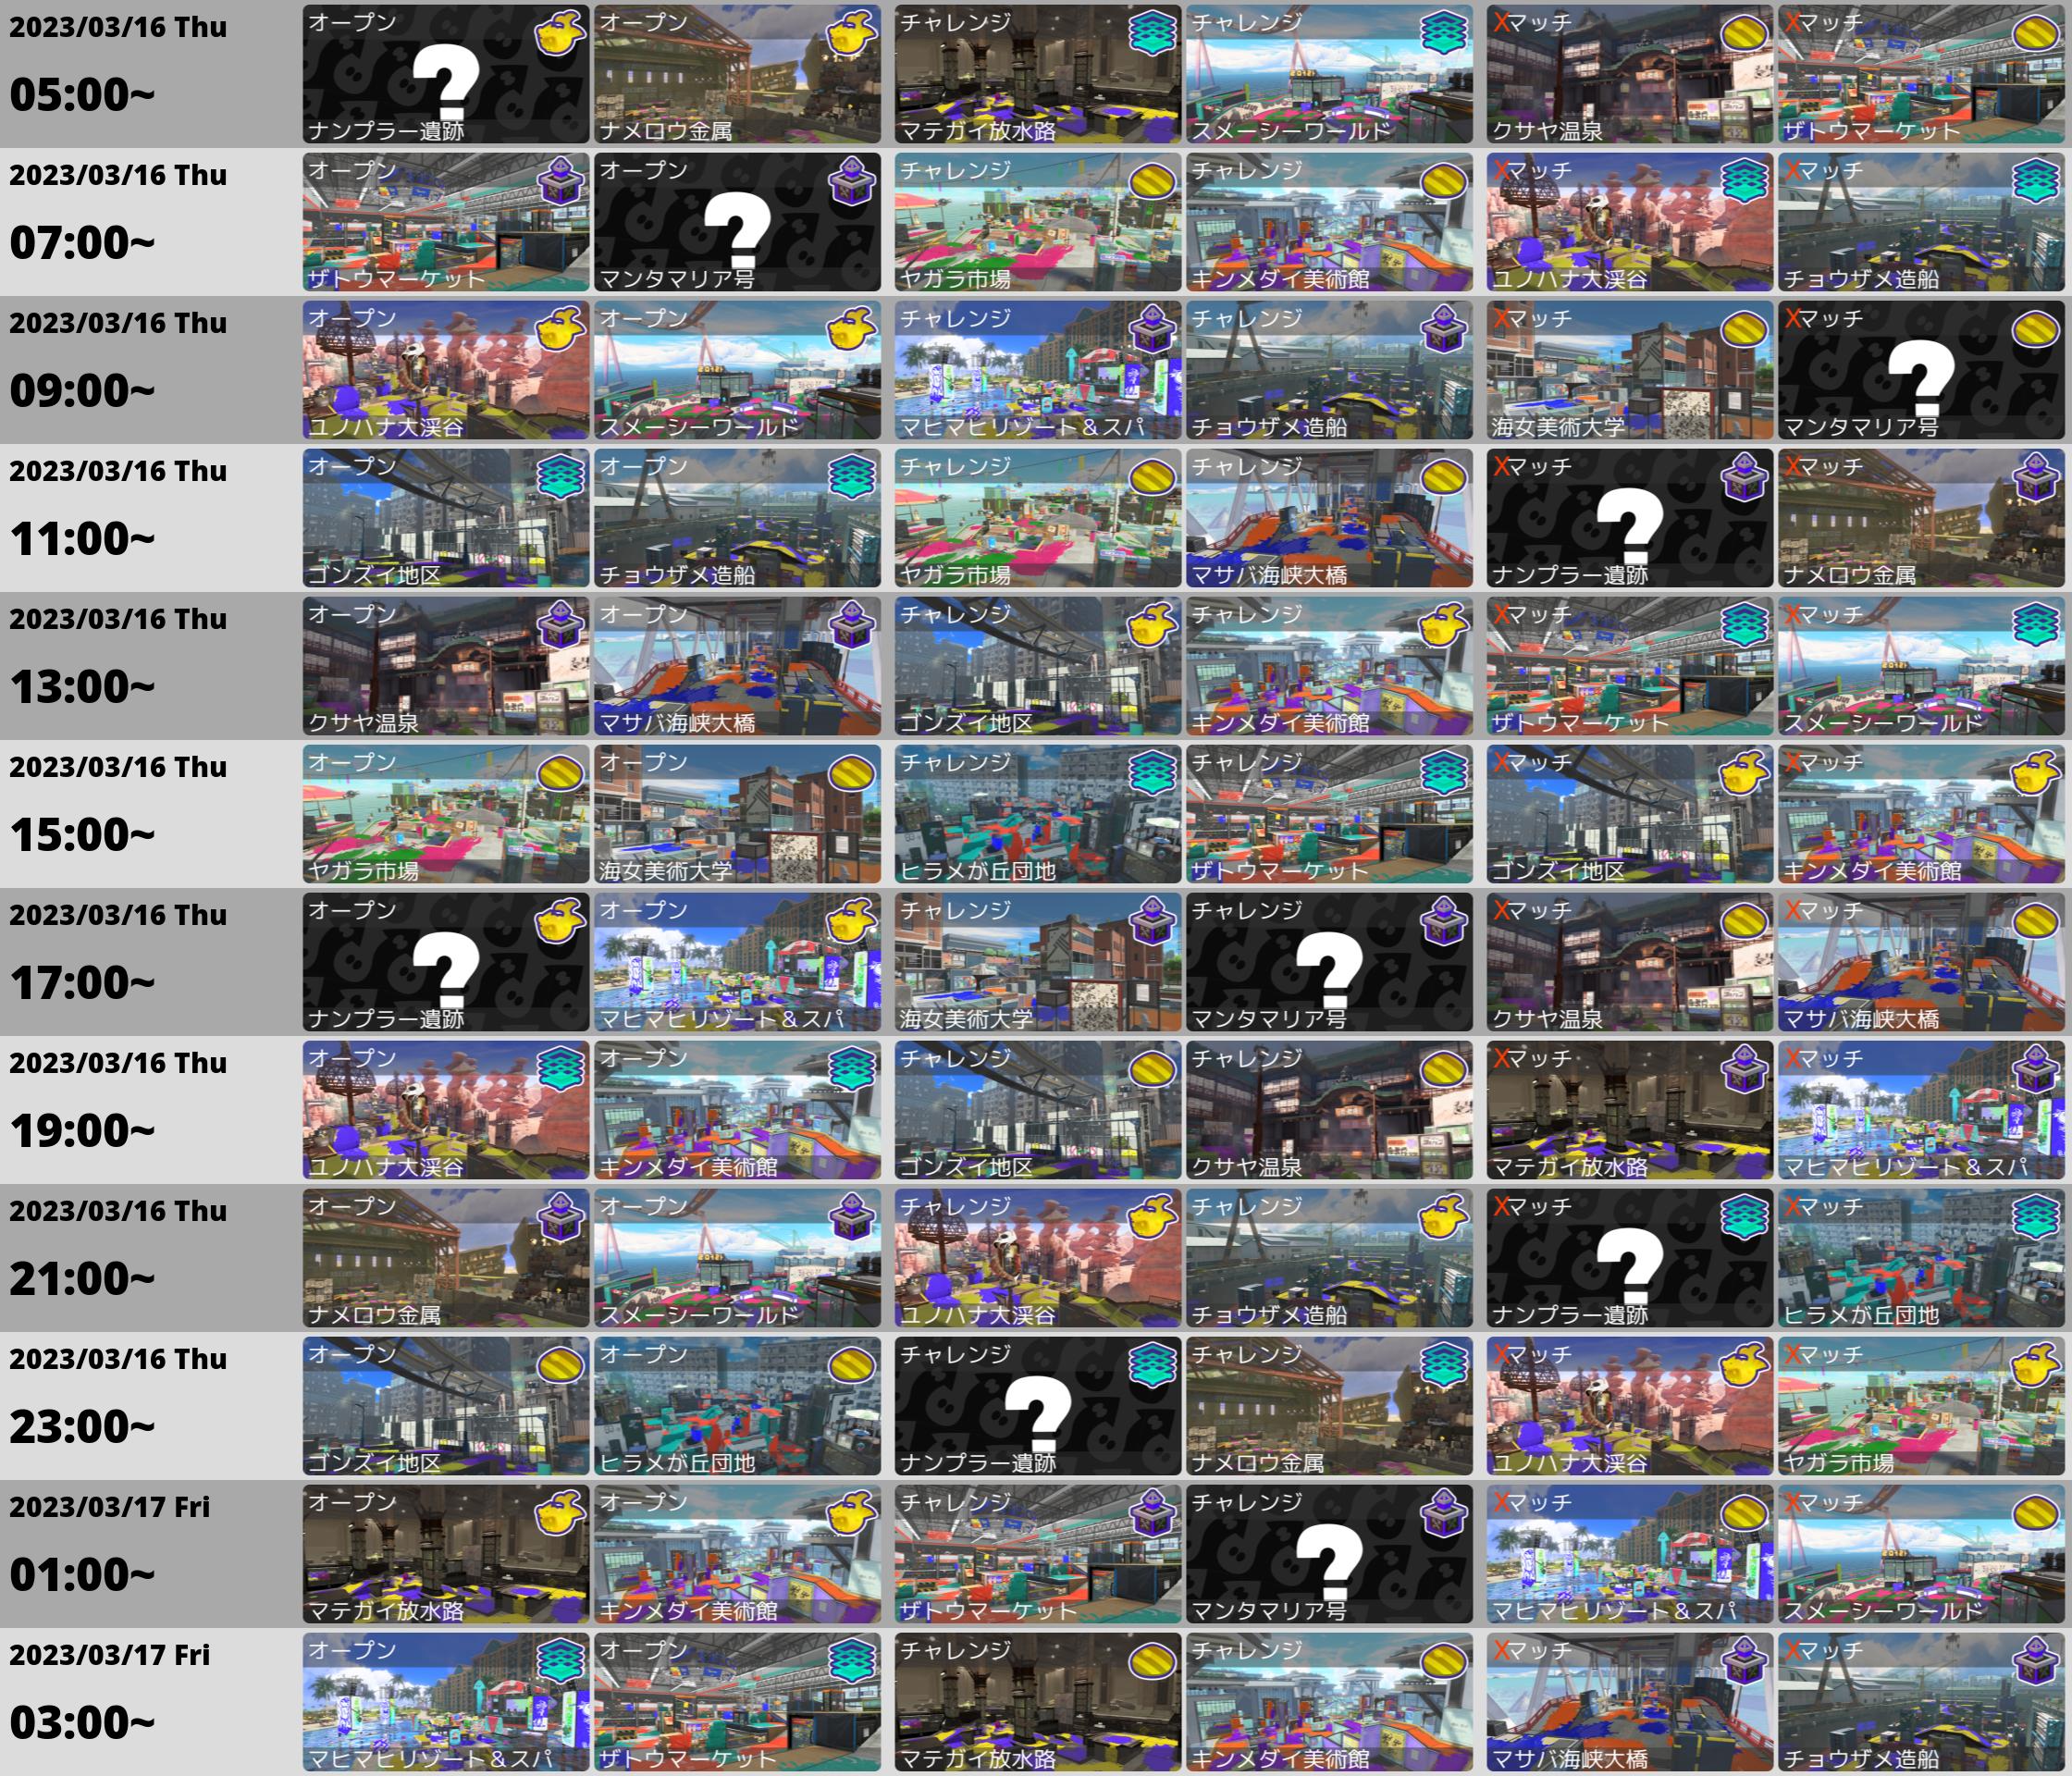 2023/03/16 Thu
05:00~
オープン オープン チャレンジ チャレンジ Xマッチ Xマッチ
ナンプラー遺跡 ナメロウ金属 マテガイ放水路 スメーシーワールド クサヤ温泉 ザトウマーケット
2023/03/16 Thu
07:00~
オープン オープン チャレンジ チャレンジ Xマッチ Xマッチ
ザトウマーケット マンタマリア号 ヤガラ市場 キンメダイ美術館 ユノハナ大渓谷 チョウザメ造船
2023/03/16 Thu
09:00~
オープン オープン チャレンジ チャレンジ Xマッチ Xマッチ
ユノハナ大渓谷 スメーシーワールド マヒマヒリゾート&スパ チョウザメ造船 海女美術大学 マンタマリア号
2023/03/16 Thu
11:00~
オープン オープン チャレンジ チャレンジ Xマッチ Xマッチ
ゴンズイ地区 チョウザメ造船 ヤガラ市場 マサバ海峡大橋 ナンプラー遺跡 ナメロウ金属
2023/03/16 Thu
13:00~
オープン オープン チャレンジ チャレンジ Xマッチ Xマッチ
クサヤ温泉 マサバ海峡大橋 ゴンズイ地区 キンメダイ美術館 ザトウマーケット スメーシーワールド
2023/03/16 Thu
15:00~
オープン オープン チャレンジ チャレンジ Xマッチ Xマッチ
ヤガラ市場 海女美術大学 ヒラメが丘団地 ザトウマーケット ゴンズイ地区 キンメダイ美術館
2023/03/16 Thu
17:00~
オープン オープン チャレンジ チャレンジ Xマッチ Xマッチ
ナンプラー遺跡 マヒマヒリゾート&スパ 海女美術大学 マンタマリア号 クサヤ温泉 マサバ海峡大橋
2023/03/16 Thu
19:00~
オープン オープン チャレンジ チャレンジ Xマッチ Xマッチ
ユノハナ大渓谷 キンメダイ美術館 ゴンズイ地区 クサヤ温泉 マテガイ放水路 マヒマヒリゾート&スパ
2023/03/16 Thu
21:00~
オープン オープン チャレンジ チャレンジ Xマッチ Xマッチ
ナメロウ金属 スメーシーワールド ユノハナ大渓谷 チョウザメ造船 ナンプラー遺跡 ヒラメが丘団地
2023/03/16 Thu
23:00~
オープン オープン チャレンジ チャレンジ Xマッチ Xマッチ
ゴンズイ地区 ヒラメが丘団地 ナンプラー遺跡 ナメロウ金属 ユノハナ大渓谷 ヤガラ市場
2023/03/17 Fri
01:00~
オープン オープン チャレンジ チャレンジ Xマッチ Xマッチ
マテガイ放水路 キンメダイ美術館 ザトウマーケット マンタマリア号 マヒマヒリゾート&スパ スメーシーワールド
2023/03/17 Fri
03:00~
オープン オープン チャレンジ チャレンジ Xマッチ Xマッチ
マヒマヒリゾート&スパ ザトウマーケット マテガイ放水路 キンメダイ美術館 マサバ海峡大橋 チョウザメ造船